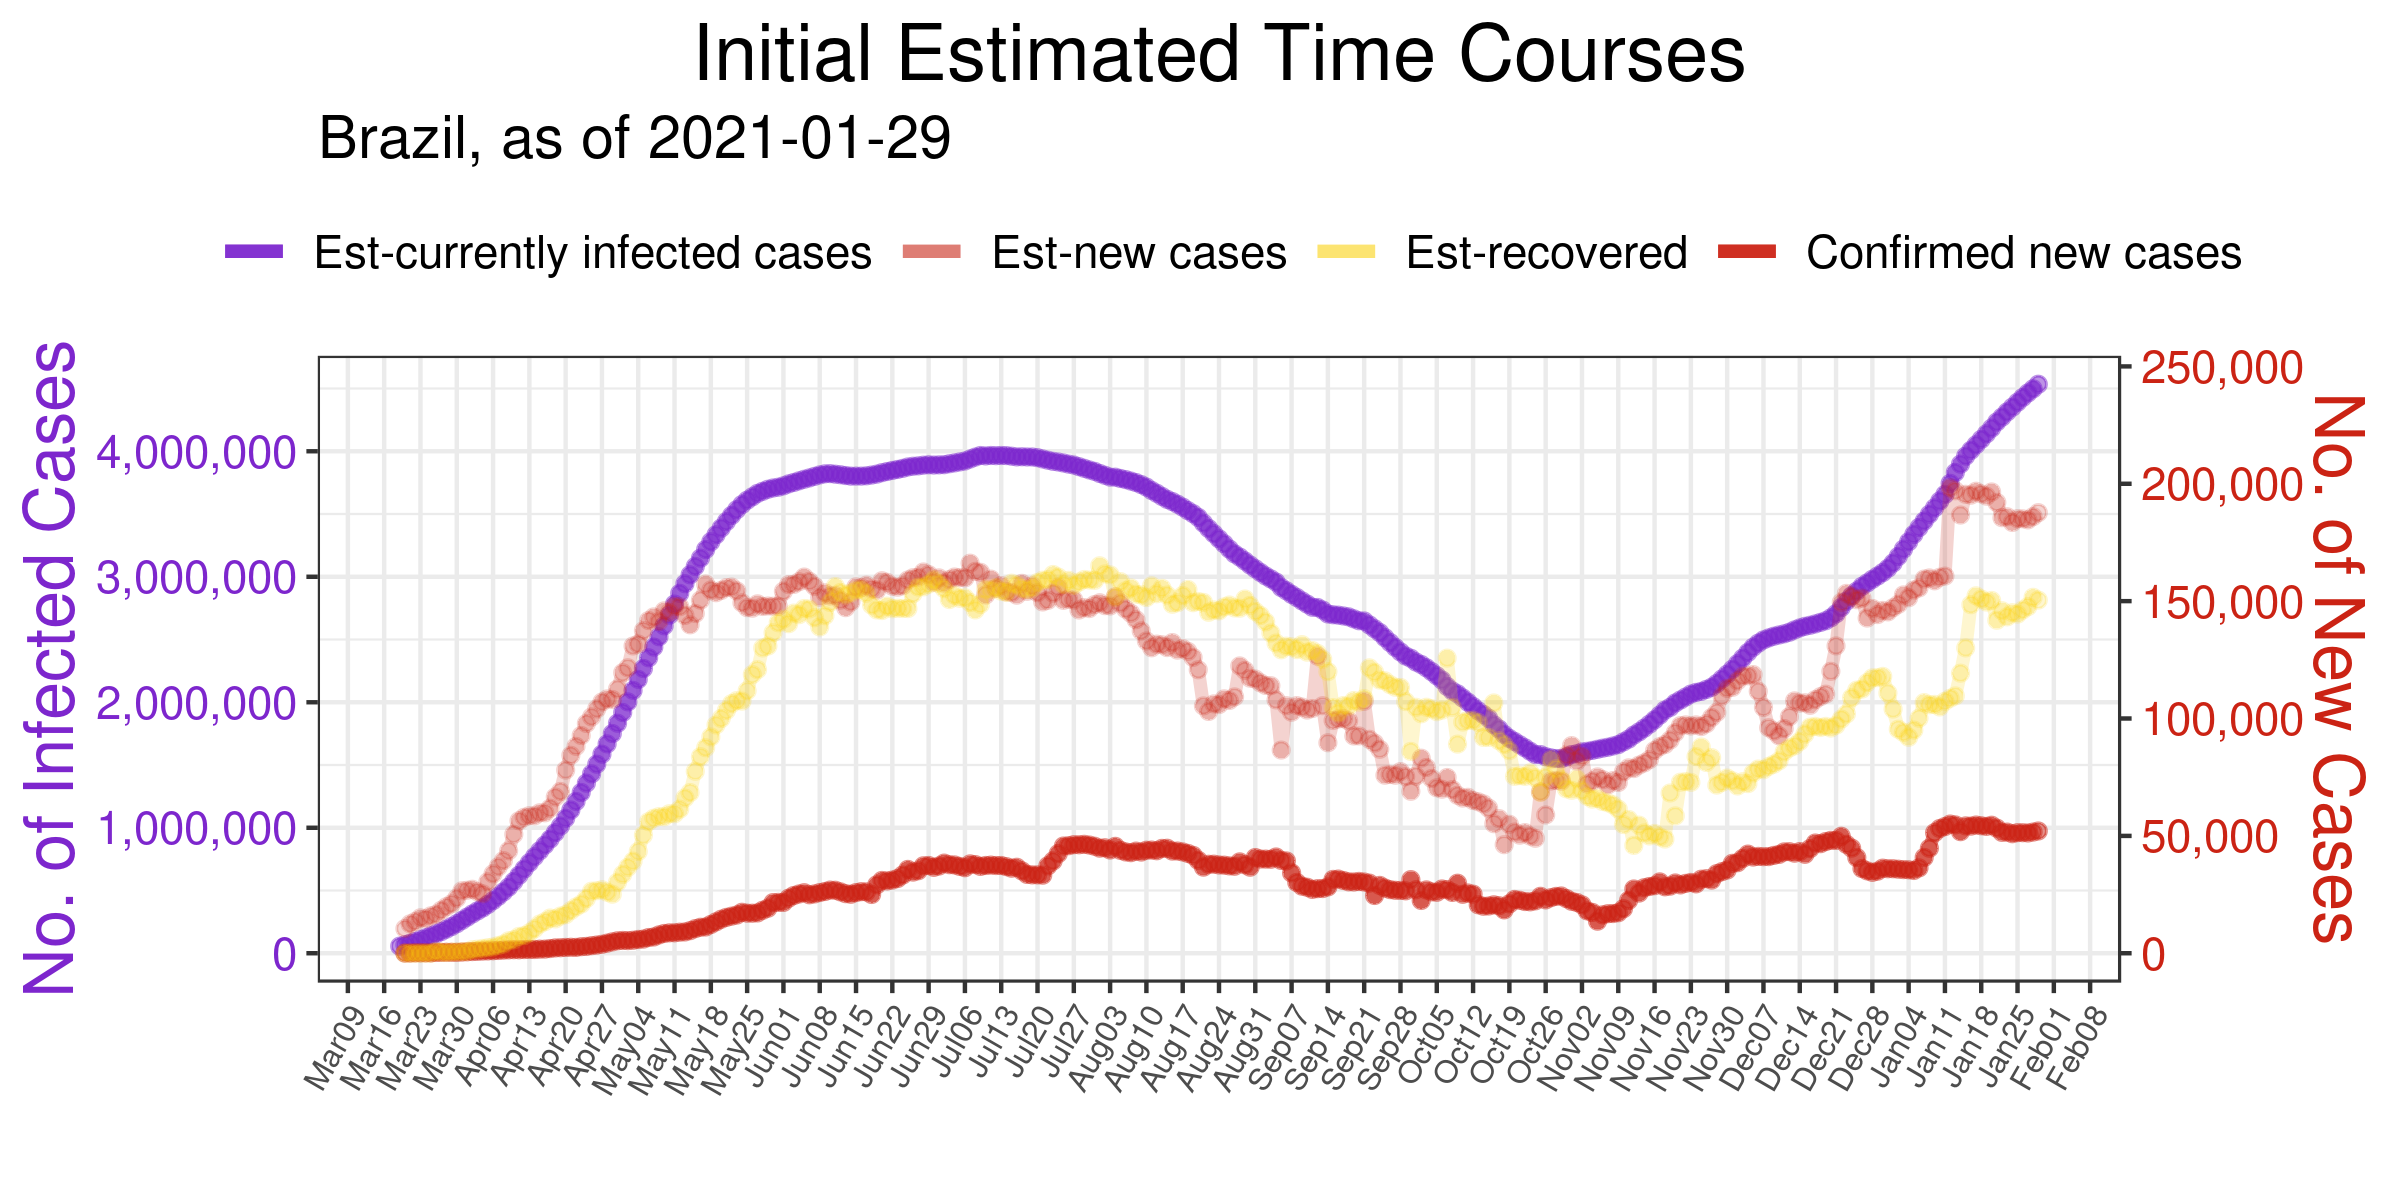 Initial Estimated Time Courses
Brazil, as of 2021-01-29
Est-currently infected cases
Est-new cases
Est-recovered
Confirmed new cases
No. of Infected Cases
4,000,000
3,000,000
2,000,000
1,000,000
0
250,000
200,000
150,000
100,000
50,000
0
No. of New Cases
Mar09
Mar16
Mar23
Mar30
Apr06
Apr13
Apr20
Apr27
May04
May11
May18
May25
Jun01
Jun08
Jun15
Jun22
Jun29
Jul06
Jul13
Jul20
Jul27
Aug03
Aug10
Aug17
Aug24
Aug31
Sep07
Sep14
Sep21
Sep28
Oct05
Oct12
Oct19
Oct26
Nov02
Nov09
Nov16
Nov23
Nov30
Dec07
Dec14
Dec21
Dec28
Jan04
Jan11
Jan18
Jan25
Feb01
Feb08